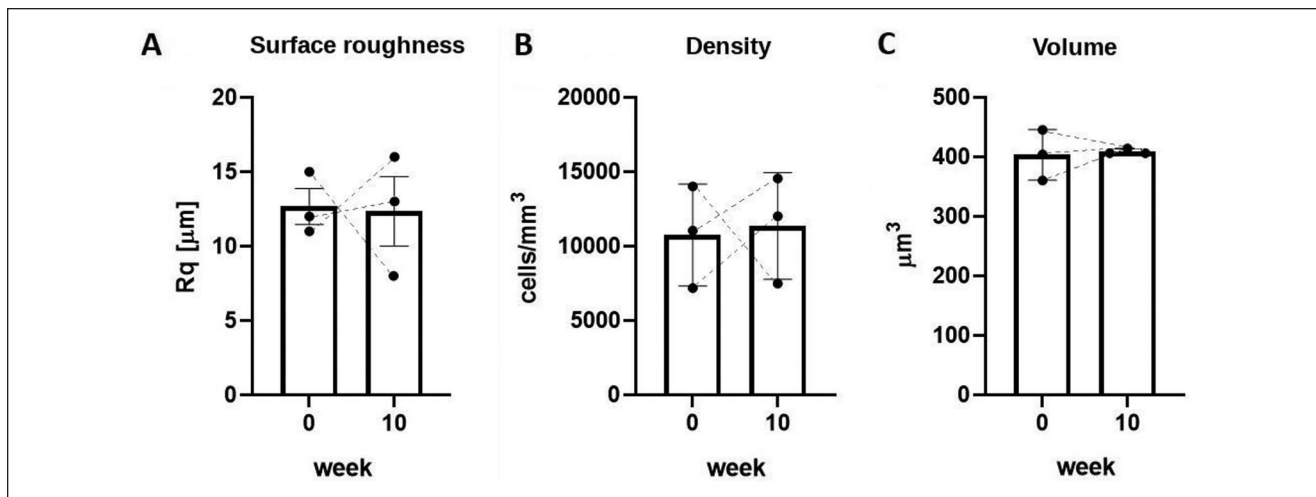 A Surface roughness
20
15
10
5
0
Rq [μm]
0 10
week
B Density
20000
15000
10000
5000
0
cells/mm³
0 10
week
C Volume
500
400
300
200
100
0
μm³
0 10
week